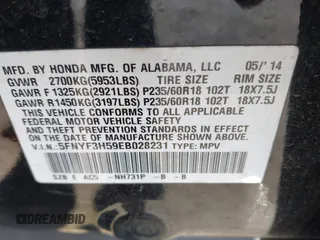 MFD. BY HONDA MFG. OF ALABAMA, LLC 05/'14
GVWR 2700KG(5953LBS) TIRE SIZE RIM SIZE
GAWR F 1325KG(2921LBS) P235/60R18 102T 18X7.5J
GAWR R 1450KG(3197LBS) P235/60R18 102T 18X7.5J
THIS VEHICLE CONFORMS TO ALL APPLICABLE
FEDERAL MOTOR VEHICLE SAFETY AND THEFT
PREVENTION STANDARDS IN EFFECT ON THE DATE
OF MANUFACTURE SHOWN ABOVE.
V.I.N.: 5FNYF3H59EB028231 TYPE: MPV
SZB E AC5 NH731P - B - B
DREAMBID